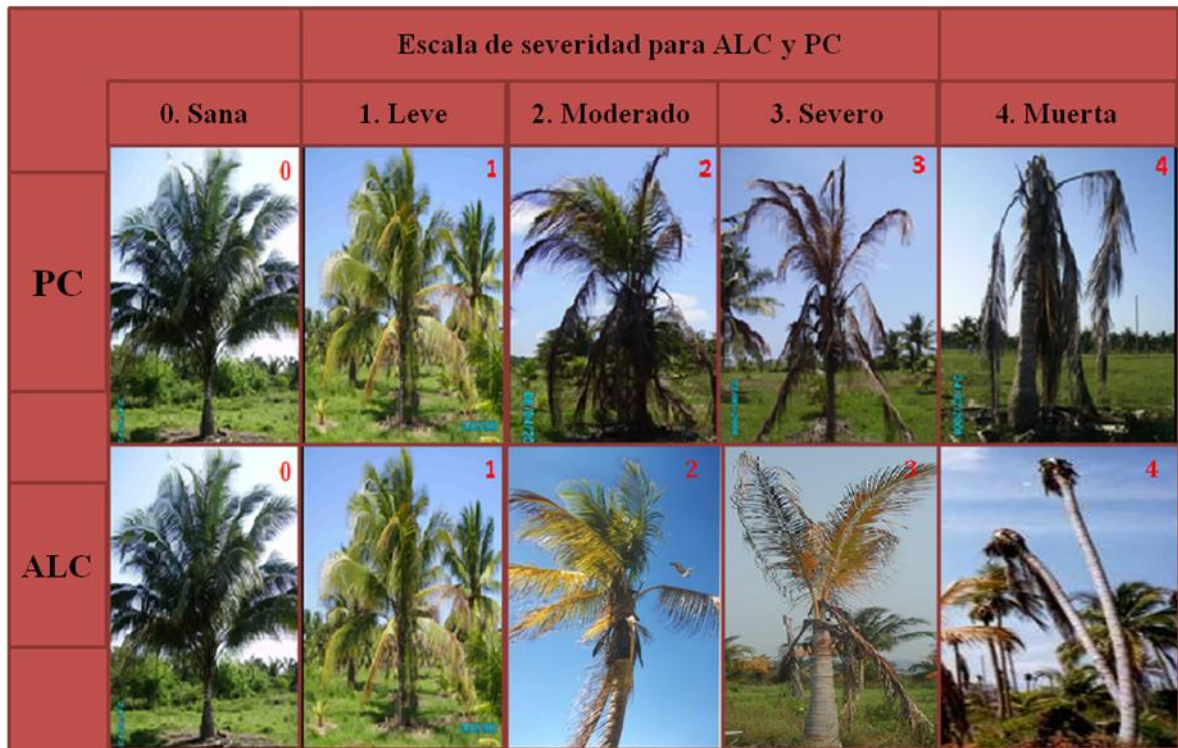 Escala de severidad para ALC y PC
0. Sana
1. Leve
2. Moderado
3. Severo
4. Muerta
PC
0
1
2
3
4
ALC
0
1
2
3
4